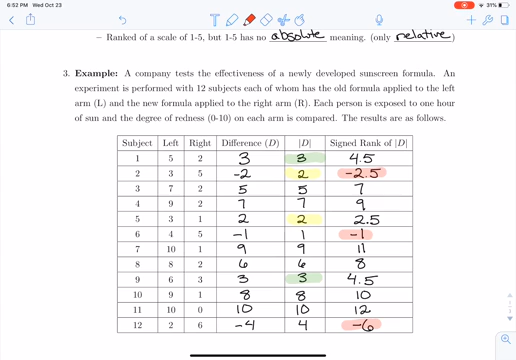 6:52 PM Wed Oct 23
31%
– Ranked of a scale of 1-5, but 1-5 has no absolute meaning. (only relative)
3. Example: A company tests the effectiveness of a newly developed sunscreen formula. An
experiment is performed with 12 subjects each of whom has the old formula applied to the left
arm (L) and the new formula applied to the right arm (R). Each person is exposed to one hour
of sun and the degree of redness (0-10) on each arm is compared. The results are as follows.
Subject Left Right Difference (D) |D| Signed Rank of |D|
1 5 2 3 3 4.5
2 3 5 -2 2 -2.5
3 7 2 5 5 7
4 9 2 7 7 9
5 3 1 2 2 2.5
6 4 5 -1 1 -1
7 10 1 9 9 11
8 8 2 6 6 8
9 6 3 3 3 4.5
10 9 1 8 8 10
11 10 0 10 10 12
12 2 6 -4 4 -6